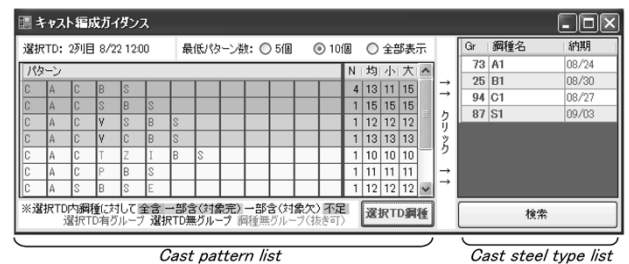 キャスト編成ガイダンス
選択TD: 2列目 8/22 12:00 最低パターン数: 5個 10個 全部表示
パターン N 均 小 大
C A C B S 4 13 11 15
C A C S B S 1 15 15 15
C A C Y S B S 1 12 12 12
C A C Y C B S 1 13 13 13
C A C T Z I B S 1 10 10 10
C A C P B S 1 11 11 11
C A S B S E 1 12 12 12
※選択TD内鋼種に対して 全含→部含(対象完)→部含(対象欠) 不足
選択TD有グループ 選択TD無グループ 鋼種無グループ(抜き可)
選択TD鋼種
→
→
クリック
→
→
Gr 鋼種名 納期
73 A1 08/24
25 B1 08/30
94 C1 08/27
87 S1 09/03
検索
Cast pattern list
Cast steel type list